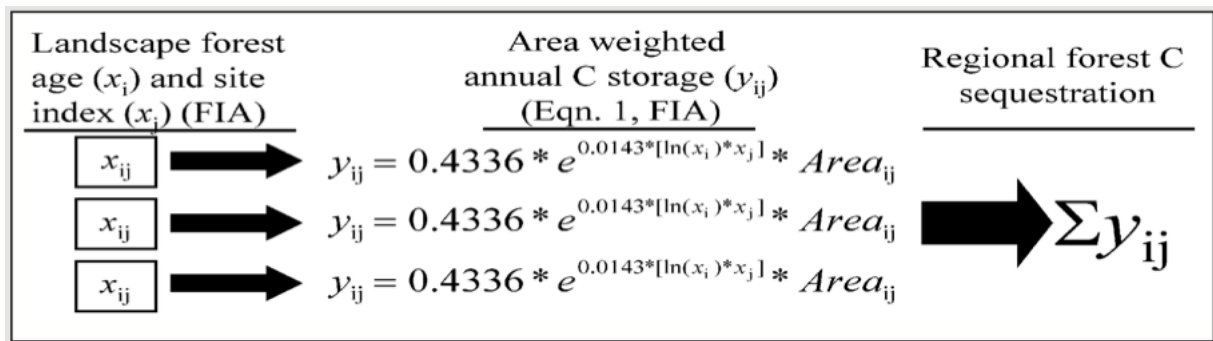 Landscape forest
age (xᵢ) and site
index (xⱼ) (FIA)
Area weighted
annual C storage (yᵢⱼ)
(Eqn. 1, FIA)
Regional forest C
sequestration
xᵢⱼ
yᵢⱼ = 0.4336 * e^0.0143*[ln(xᵢ)*xⱼ] * Areaᵢⱼ
xᵢⱼ
yᵢⱼ = 0.4336 * e^0.0143*[ln(xᵢ)*xⱼ] * Areaᵢⱼ
xᵢⱼ
yᵢⱼ = 0.4336 * e^0.0143*[ln(xᵢ)*xⱼ] * Areaᵢⱼ
Σyᵢⱼ